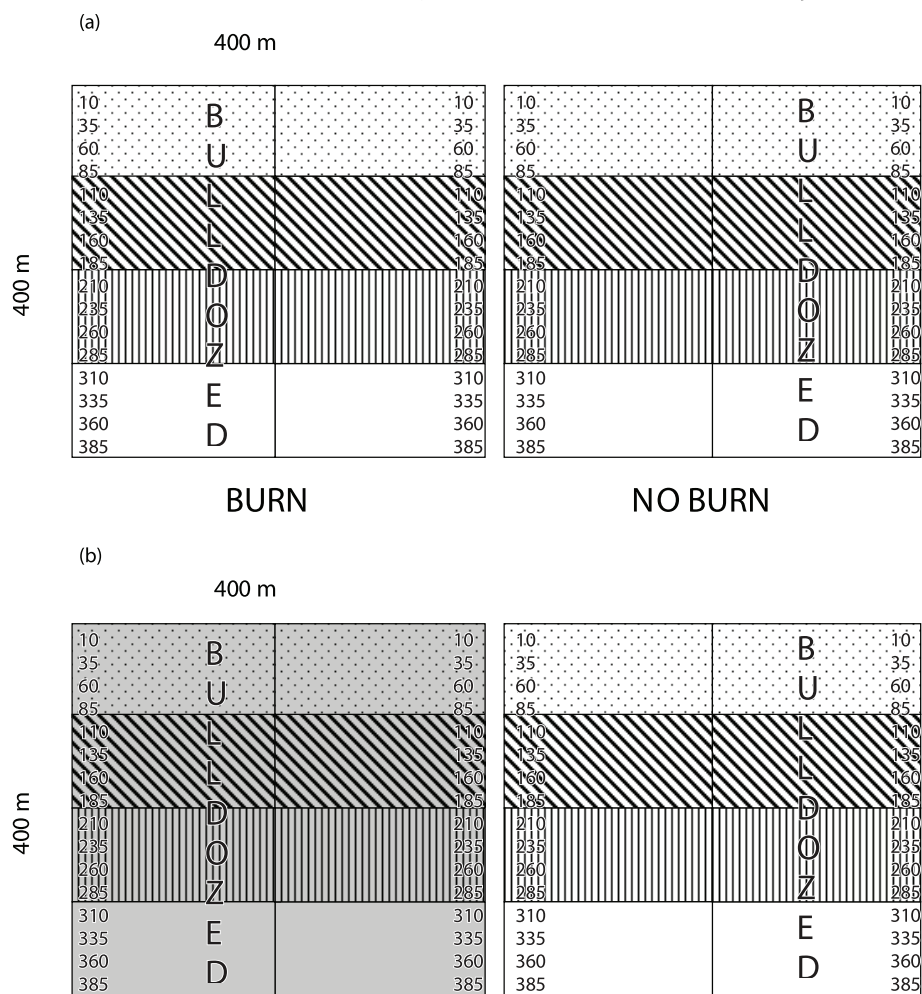 (a)
400 m
400 m
10 10 10 10
35 35 35 35
60 60 60 60
85 85 85 85
110 110 110 110
135 135 135 135
160 160 160 160
185 185 185 185
210 210 210 210
235 235 235 235
260 260 260 260
285 285 285 285
310 310 310 310
335 335 335 335
360 360 360 360
385 385 385 385
BULLDOZED BULLDOZED
BURN NO BURN
(b)
400 m
400 m
10 10 10 10
35 35 35 35
60 60 60 60
85 85 85 85
110 110 110 110
135 135 135 135
160 160 160 160
185 185 185 185
210 210 210 210
235 235 235 235
260 260 260 260
285 285 285 285
310 310 310 310
335 335 335 335
360 360 360 360
385 385 385 385
BULLDOZED BULLDOZED